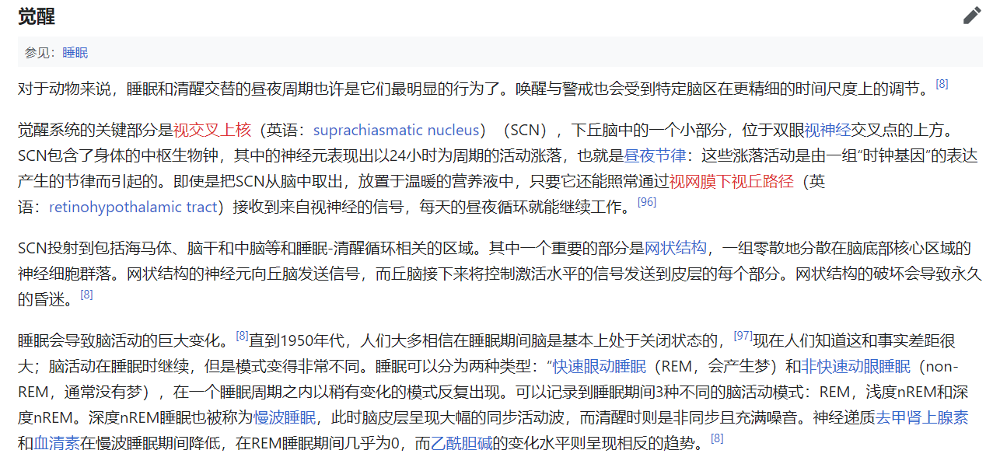 觉醒
参见：睡眠
对于动物来说，睡眠和清醒交替的昼夜周期也许是它们最明显的行为了。唤醒与警戒也会受到特定脑区在更精细的时间尺度上的调节。[8]
觉醒系统的关键部分是视交叉上核（英语：suprachiasmatic nucleus）（SCN），下丘脑中的一个小部分，位于双眼视神经交叉点的上方。
SCN包含了身体的中枢生物钟，其中的神经元表现出以24小时为周期的活动涨落，也就是昼夜节律：这些涨落活动是由一组“时钟基因”的表达
产生的节律而引起的。即使是把SCN从脑中取出，放置于温暖的营养液中，只要它还能照常通过视网膜下视丘路径（英
语：retinohypothalamic tract）接收到来自视神经的信号，每天的昼夜循环就能继续工作。[96]
SCN投射到包括海马体、脑干和中脑等和睡眠-清醒循环相关的区域。其中一个重要的部分是网状结构，一组零散地分散在脑底部核心区域的
神经细胞群落。网状结构的神经元向丘脑发送信号，而丘脑接下来将控制激活水平的信号发送到皮层的每个部分。网状结构的破坏会导致永久
的昏迷。[8]
睡眠会导致脑活动的巨大变化。[8]直到1950年代，人们大多相信在睡眠期间脑是基本上处于关闭状态的，[97]现在人们知道这和事实差距很
大；脑活动在睡眠时继续，但是模式变得非常不同。睡眠可以分为两种类型：“快速眼动睡眠（REM，会产生梦）和非快速动眼睡眠（non-
REM，通常没有梦），在一个睡眠周期之内以稍有变化的模式反复出现。可以记录到睡眠期间3种不同的脑活动模式：REM，浅度nREM和深
度nREM。深度nREM睡眠也被称为慢波睡眠，此时脑皮层呈现大幅的同步活动波，而清醒时则是非同步且充满噪音。神经递质去甲肾上腺素
和血清素在慢波睡眠期间降低，在REM睡眠期间几乎为0，而乙酰胆碱的变化水平则呈现相反的趋势。[8]